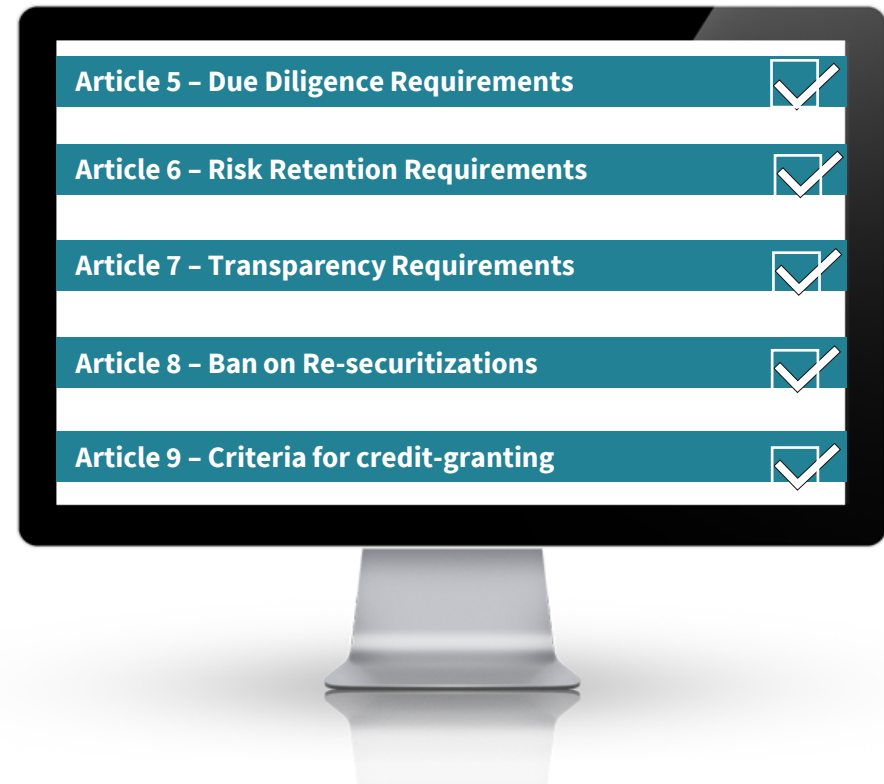 Article 5 – Due Diligence Requirements
Article 6 – Risk Retention Requirements
Article 7 – Transparency Requirements
Article 8 – Ban on Re-securitizations
Article 9 – Criteria for credit-granting